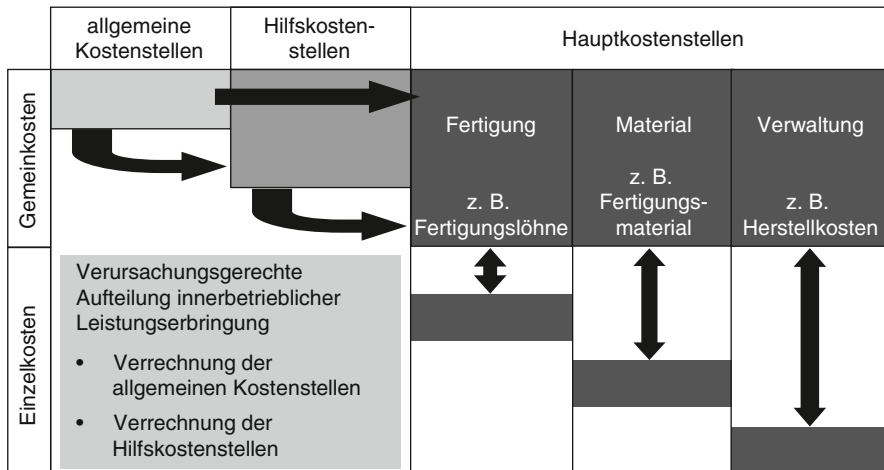 allgemeine
Kostenstellen
Hilfskosten-
stellen
Hauptkostenstellen
Gemeinkosten
Fertigung
z. B.
Fertigungslöhne
Material
z. B.
Fertigungs-
material
Verwaltung
z. B.
Herstellkosten
Einzelkosten
Verursachungsgerechte
Aufteilung innerbetrieblicher
Leistungserbringung
• Verrechnung der
allgemeinen Kostenstellen
• Verrechnung der
Hilfskostenstellen